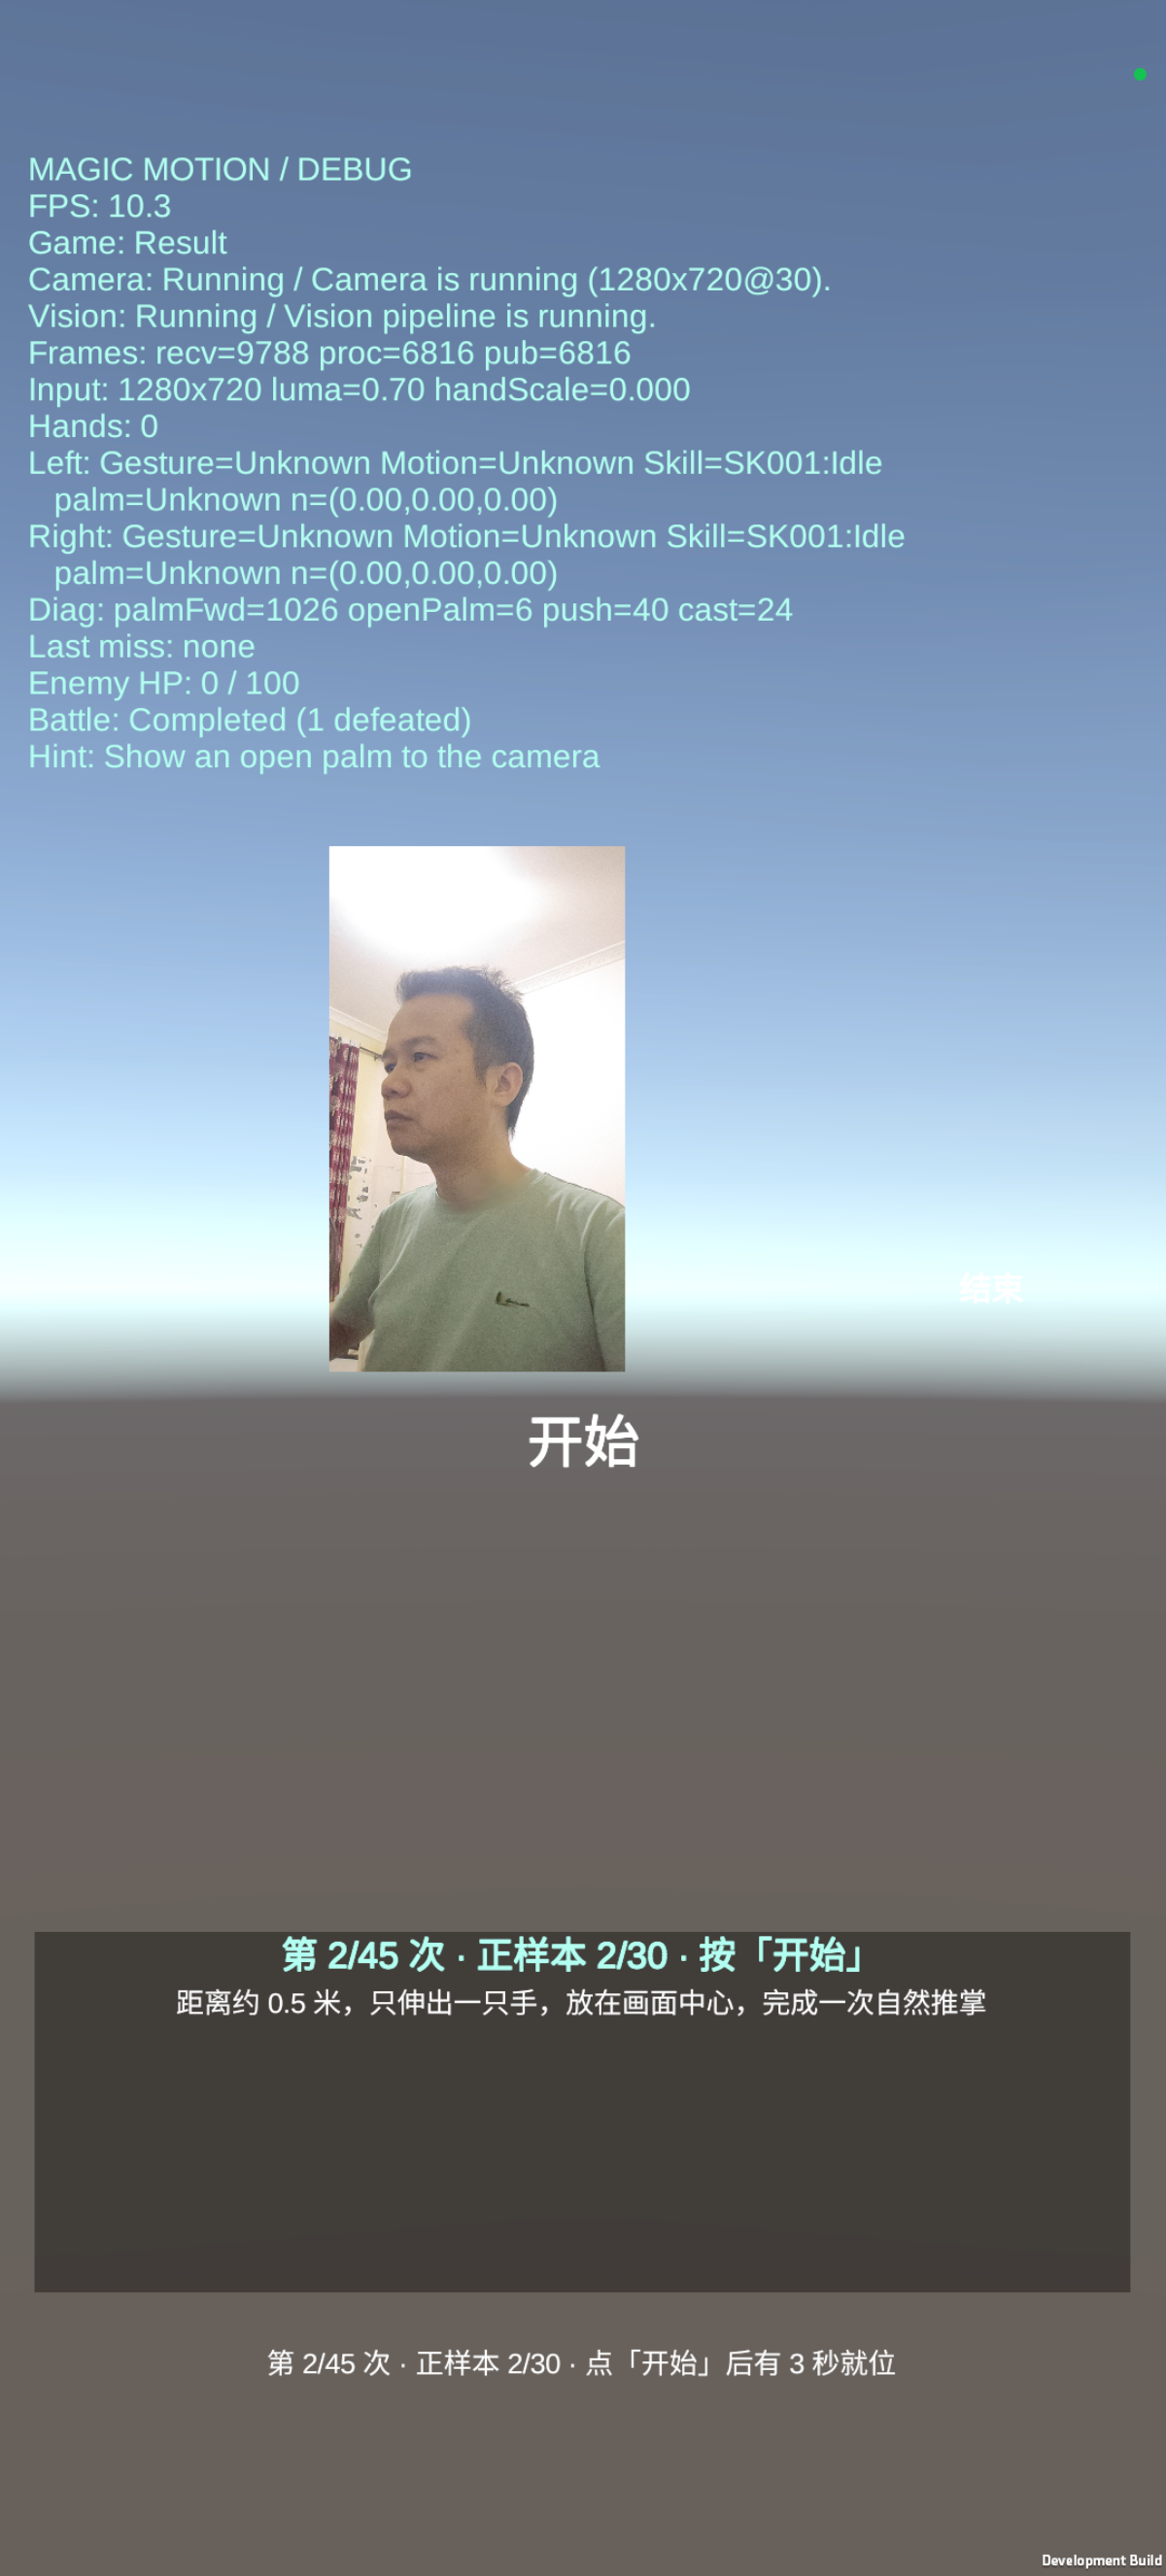 MAGIC MOTION / DEBUG
FPS: 10.3
Game: Result
Camera: Running / Camera is running (1280x720@30).
Vision: Running / Vision pipeline is running.
Frames: recv=9788 proc=6816 pub=6816
Input: 1280x720 luma=0.70 handScale=0.000
Hands: 0
Left: Gesture=Unknown Motion=Unknown Skill=SK001:Idle
palm=Unknown n=(0.00,0.00,0.00)
Right: Gesture=Unknown Motion=Unknown Skill=SK001:Idle
palm=Unknown n=(0.00,0.00,0.00)
Diag: palmFwd=1026 openPalm=6 push=40 cast=24
Last miss: none
Enemy HP: 0 / 100
Battle: Completed (1 defeated)
Hint: Show an open palm to the camera
结束
开始
第 2/45 次 · 正样本 2/30 · 按「开始」
距离约 0.5 米，只伸出一只手，放在画面中心，完成一次自然推掌
第 2/45 次 · 正样本 2/30 · 点「开始」后有 3 秒就位
Development Build